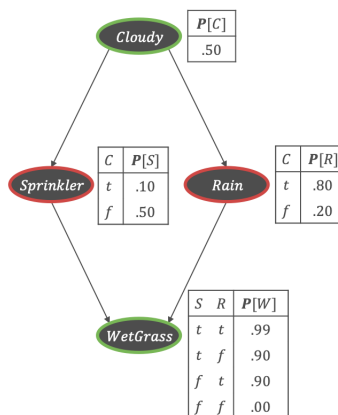 Cloudy
P[C]
.50
Sprinkler
C P[S]
t .10
f .50
Rain
C P[R]
t .80
f .20
WetGrass
S R P[W]
t t .99
t f .90
f t .90
f f .00